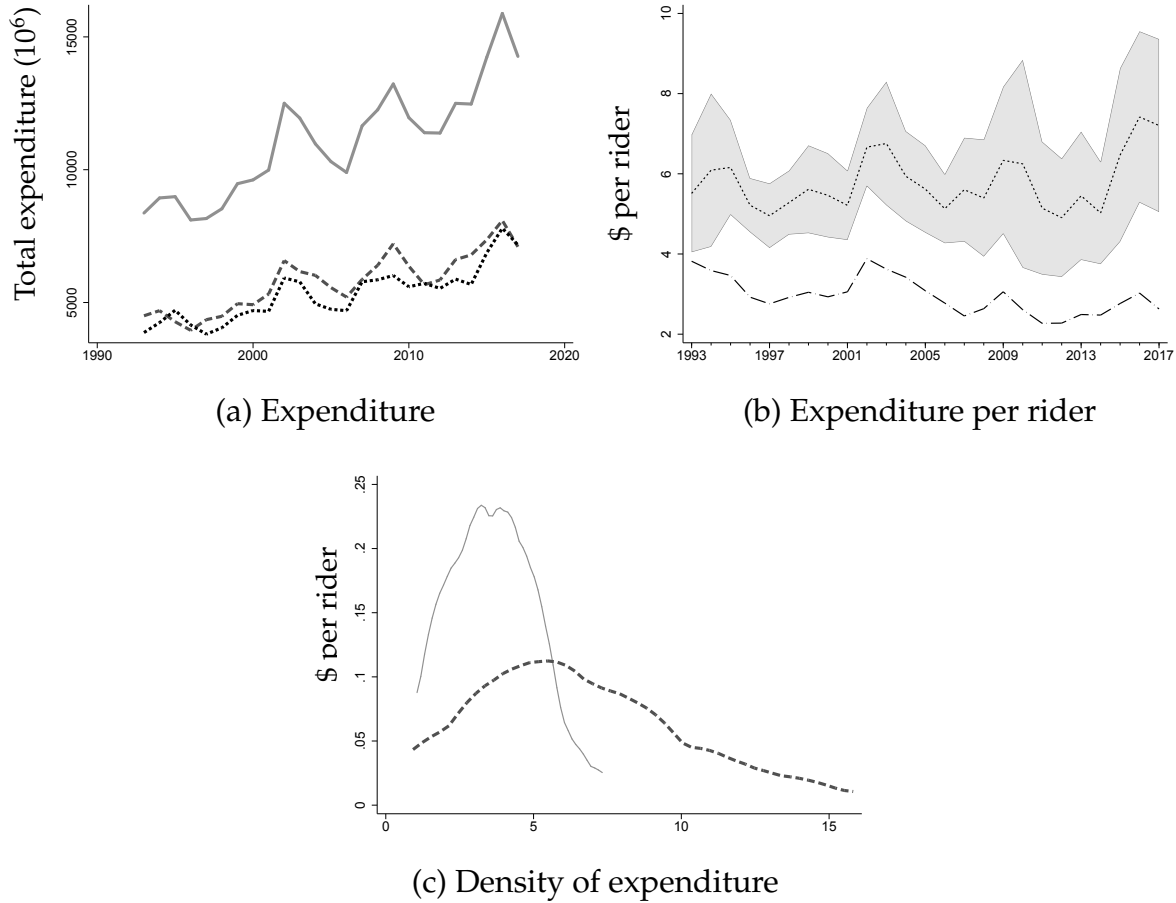 Total expenditure (10⁶)
15000
10000
5000
1990 2000 2010 2020
(a) Expenditure
$ per rider
10
8
6
4
2
1993 1997 2001 2005 2009 2013 2017
(b) Expenditure per rider
$ per rider
.25
.2
.15
.1
.05
0
0 5 10 15
(c) Density of expenditure